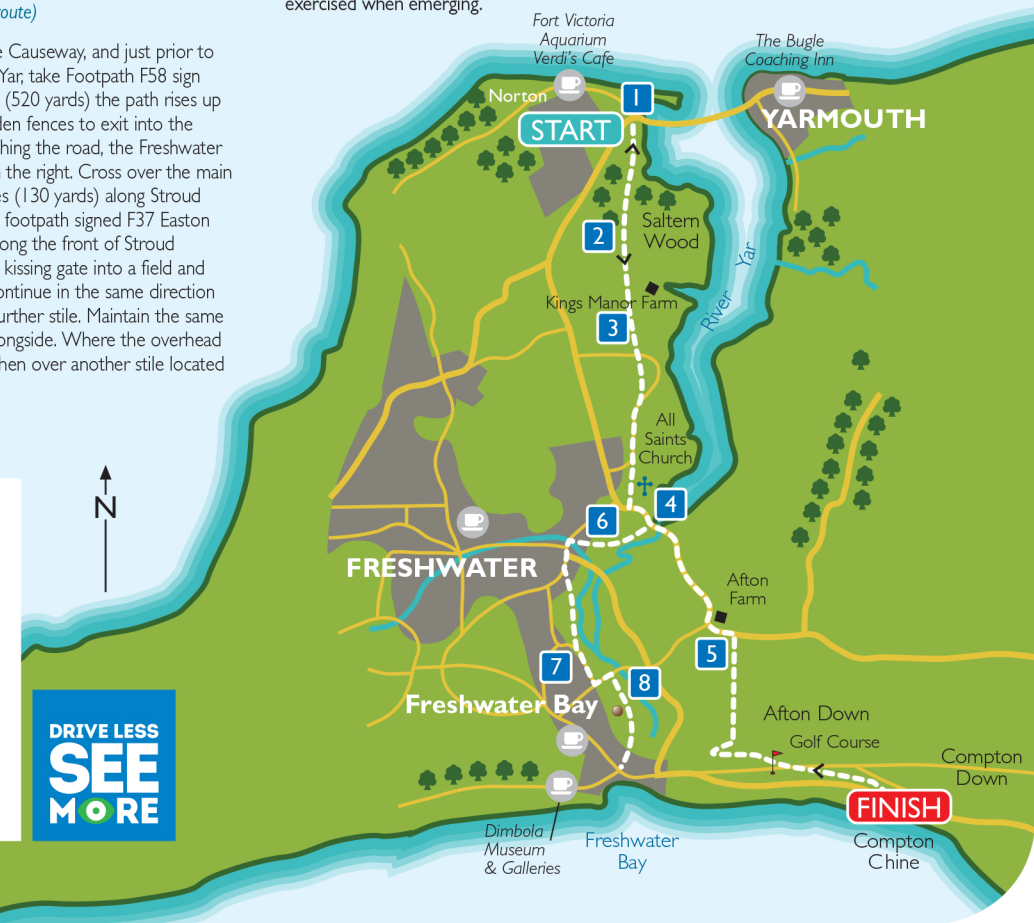 route)
e Causeway, and just prior to
Yar, take Footpath F58 sign
(520 yards) the path rises up
den fences to exit into the
hing the road, the Freshwater
n the right. Cross over the main
es (130 yards) along Stroud
footpath signed F37 Easton
ong the front of Stroud
kissing gate into a field and
ontinue in the same direction
urther stile. Maintain the same
ongside. Where the overhead
hen over another stile located
exercised when emerging.
Fort Victoria
Aquarium
Verdi's Cafe
The Bugle
Coaching Inn
Norton
1
START
YARMOUTH
Saltern
Wood
2
River Yar
Kings Manor Farm
3
All
Saints
Church
N
4
6
FRESHWATER
Afton
Farm
5
7
8
Freshwater Bay
Afton Down
Golf Course
Compton
Down
FINISH
Compton
Chine
Dimbola
Museum
& Galleries
Freshwater
Bay
DRIVE LESS
SEE
MORE